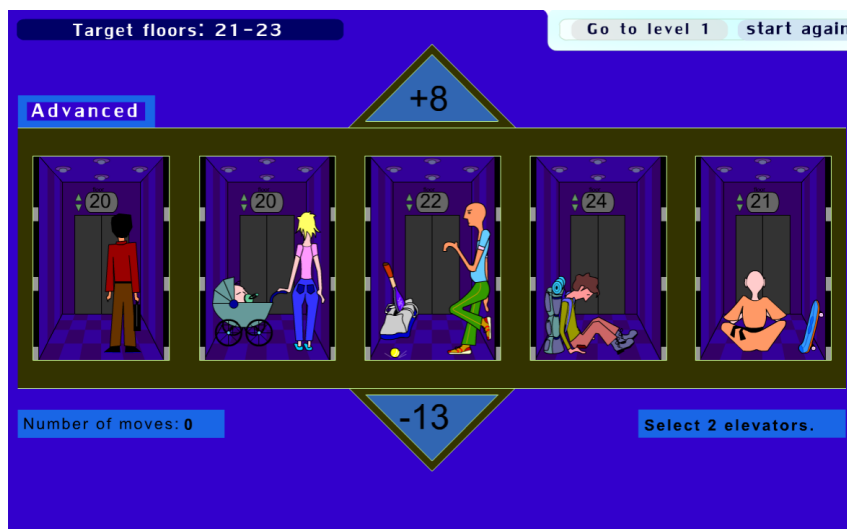 Target floors: 21-23
Go to level 1
start again
+8
Advanced
20
20
22
24
21
-13
Number of moves: 0
Select 2 elevators.